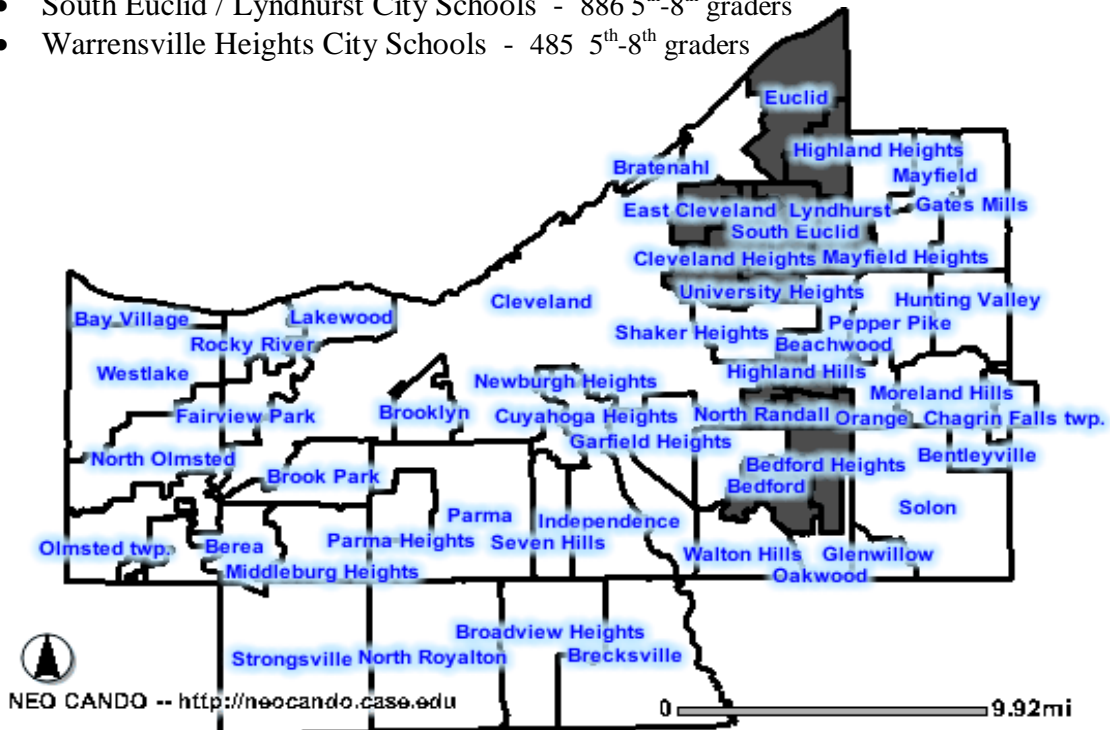 • South Euclid / Lyndhurst City Schools - 886 5th-8th graders
• Warrensville Heights City Schools - 485 5th-8th graders
Euclid
Highland Heights
Bratenahl
Mayfield
East Cleveland
Lyndhurst
Gates Mills
South Euclid
Cleveland Heights
Mayfield Heights
University Heights
Hunting Valley
Cleveland
Bay Village
Lakewood
Shaker Heights
Pepper Pike
Rocky River
Beachwood
Westlake
Newburgh Heights
Highland Hills
Moreland Hills
Fairview Park
Brooklyn
Cuyahoga Heights
North Randall
Orange
Chagrin Falls twp.
Garfield Heights
North Olmsted
Bedford Heights
Bentleyville
Brook Park
Bedford
Solon
Parma
Independence
Olmsted twp.
Berea
Parma Heights
Seven Hills
Walton Hills
Glenwillow
Middleburg Heights
Oakwood
Broadview Heights
Strongsville
North Royalton
Brecksville
NEO CANDO -- http://neocando.case.edu
0
9.92mi